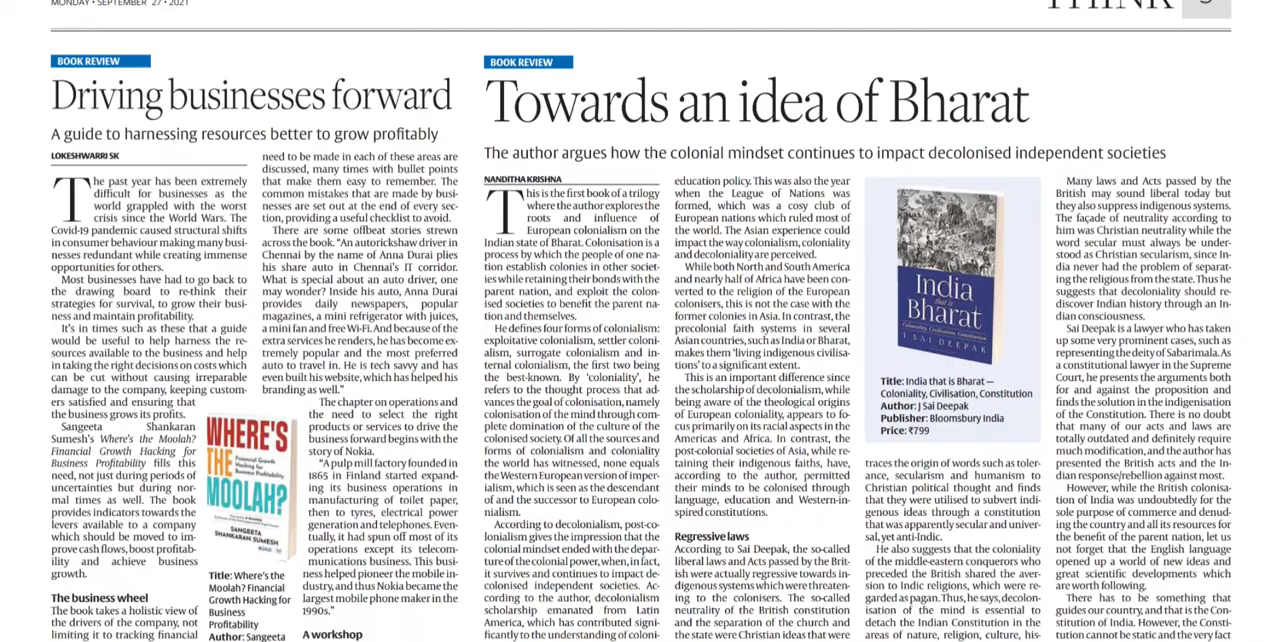 MONDAY • SEPTEMBER • 27 • 2021
THINK
BOOK REVIEW
Driving businesses forward
A guide to harnessing resources better to grow profitably
LOKESHWARRI SK
The past year has been extremely
difficult for businesses as the
world grappled with the worst
crisis since the World Wars. The
Covid-19 pandemic caused structural shifts
in consumer behaviour making many busi-
nesses redundant while creating immense
opportunities for others.
Most businesses have had to go back to
the drawing board to re-think their
strategies for survival, to grow their busi-
ness and maintain profitability.
It's in times such as these that a guide
would be useful to help harness the re-
sources available to the business and help
in taking the right decisions on costs which
can be cut without causing irreparable
damage to the company, keeping custom-
ers satisfied and ensuring that
the business grows its profits.
Sangeeta Shankaran
Sumesh's Where's the Moolah?
Financial Growth Hacking for
Business Profitability fills this
need, not just during periods of
uncertainties but during nor-
mal times as well. The book
provides indicators towards the
levers available to a company
which should be moved to im-
prove cash flows, boost profitab-
ility and achieve business
growth.
The business wheel
The book takes a holistic view of
the drivers of the company, not
limiting it to tracking financial
WHERE'S
THE
Financial Growth
Hacking for
Business Profitability
MOOLAH?
SANGEETA
SHANKARAN SUMESH
Title: Where's the
Moolah? Financial
Growth Hacking for
Business
Profitability
Author: Sangeeta
need to be made in each of these areas are
discussed, many times with bullet points
that make them easy to remember. The
common mistakes that are made by busi-
nesses are set out at the end of every sec-
tion, providing a useful checklist to avoid.
There are some offbeat stories strewn
across the book. "An autorickshaw driver in
Chennai by the name of Anna Durai plies
his share auto in Chennai's IT corridor.
What is special about an auto driver, one
may wonder? Inside his auto, Anna Durai
provides daily newspapers, popular
magazines, a mini refrigerator with juices,
a mini fan and free Wi-Fi. And because of the
extra services he renders, he has become ex-
tremely popular and the most preferred
auto to travel in. He is tech savvy and has
even built his website, which has helped his
branding as well."
The chapter on operations and
the need to select the right
products or services to drive the
business forward begins with the
story of Nokia.
"A pulp mill factory founded in
1865 in Finland started expand-
ing its business operations in
manufacturing of toilet paper,
then to tyres, electrical power
generation and telephones. Even-
tually, it had spun off most of its
operations except its telecom-
munications business. This busi-
ness helped pioneer the mobile in-
dustry, and thus Nokia became the
largest mobile phone maker in the
1990s."
A workshop
BOOK REVIEW
Towards an idea of Bharat
The author argues how the colonial mindset continues to impact decolonised independent societies
NANDITHA KRISHNA
This is the first book of a trilogy
where the author explores the
roots and influence of
European colonialism on the
Indian state of Bharat. Colonisation is a
process by which the people of one na-
tion establish colonies in other societ-
ies while retaining their bonds with the
parent nation, and exploit the colon-
ised societies to benefit the parent na-
tion and themselves.
He defines four forms of colonialism:
exploitative colonialism, settler coloni-
alism, surrogate colonialism and in-
ternal colonialism, the first two being
the best-known. By 'coloniality', he
refers to the thought process that ad-
vances the goal of colonisation, namely
colonisation of the mind through com-
plete domination of the culture of the
colonised society. Of all the sources and
forms of colonialism and coloniality
the world has witnessed, none equals
the Western European version of imper-
ialism, which is seen as the descendant
of and the successor to European colo-
nialism.
According to decolonialism, post-co-
lonialism gives the impression that the
colonial mindset ended with the depar-
ture of the colonial power, when, in fact,
it survives and continues to impact de-
colonised independent societies. Ac-
cording to the author, decolonialism
scholarship emanated from Latin
America, which has contributed signi-
ficantly to the understanding of coloni-
education policy. This was also the year
when the League of Nations was
formed, which was a cosy club of
European nations which ruled most of
the world. The Asian experience could
impact the way colonialism, coloniality
and decoloniality are perceived.
While both North and South America
and nearly half of Africa have been con-
verted to the religion of the European
colonisers, this is not the case with the
former colonies in Asia. In contrast, the
precolonial faith systems in several
Asian countries, such as India or Bharat,
makes them 'living indigenous civilisa-
tions' to a significant extent.
This is an important difference since
the scholarship of decolonialism, while
being aware of the theological origins
of European coloniality, appears to fo-
cus primarily on its racial aspects in the
Americas and Africa. In contrast, the
post-colonial societies of Asia, while re-
taining their indigenous faiths, have,
according to the author, permitted
their minds to be colonised through
language, education and Western-in-
spired constitutions.
Regressive laws
According to Sai Deepak, the so-called
liberal laws and Acts passed by the Brit-
ish were actually regressive towards in-
digenous systems which were threaten-
ing to the colonisers. The so-called
neutrality of the British constitution
and the separation of the church and
the state were Christian ideas that were
India
that is
Bharat
Coloniality, Civilisation, Constitution
J SAI DEEPAK
Title: India that is Bharat—
Coloniality, Civilisation, Constitution
Author: J Sai Deepak
Publisher: Bloomsbury India
Price: ₹799
traces the origin of words such as toler-
ance, secularism and humanism to
Christian political thought and finds
that they were utilised to subvert indi-
genous ideas through a constitution
that was apparently secular and univer-
sal, yet anti-Indic.
He also suggests that the coloniality
of the middle-eastern conquerors who
preceded the British shared the aver-
sion to Indic religions, which were re-
garded as pagan. Thus, he says, decolon-
isation of the mind is essential to
detach the Indian Constitution in the
areas of nature, religion, culture, his-
Many laws and Acts passed by the
British may sound liberal today but
they also suppress indigenous systems.
The façade of neutrality according to
him was Christian neutrality while the
word secular must always be under-
stood as Christian secularism, since In-
dia never had the problem of separat-
ing the religious from the state. Thus he
suggests that decoloniality should re-
discover Indian history through an In-
dian consciousness.
Sai Deepak is a lawyer who has taken
up some very prominent cases, such as
representing the deity of Sabarimala. As
a constitutional lawyer in the Supreme
Court, he presents the arguments both
for and against the proposition and
finds the solution in the indigenisation
of the Constitution. There is no doubt
that many of our acts and laws are
totally outdated and definitely require
much modification, and the author has
presented the British acts and the In-
dian response/rebellion against most.
However, while the British colonisa-
tion of India was undoubtedly for the
sole purpose of commerce and denud-
ing the country and all its resources for
the benefit of the parent nation, let us
not forget that the English language
opened up a world of new ideas and
great scientific developments which
are worth following.
There has to be something that
guides our country, and that is the Con-
stitution of India. However, the Consti-
tution cannot be static and the very fact